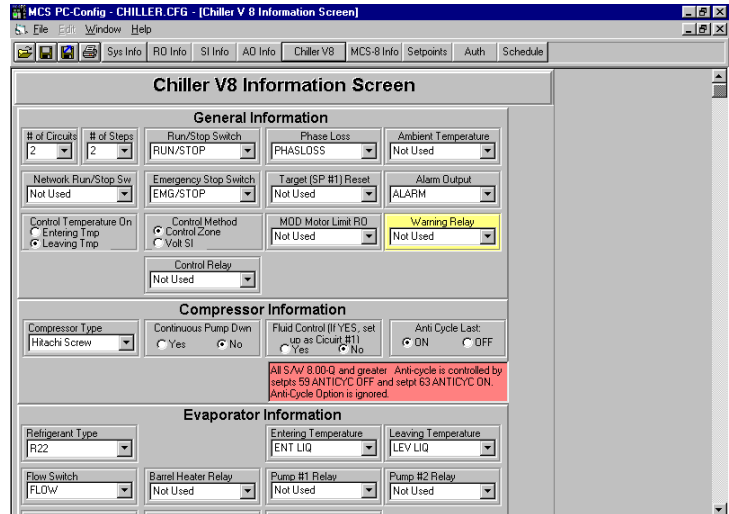 MCS PC-Config - CHILLER.CFG - [Chiller V 8 Information Screen]
File Edit Window Help
Sys Info RO Info SI Info AO Info Chiller V8 MCS-8 Info Setpoints Auth Schedule
Chiller V8 Information Screen
General Information
# of Circuits # of Steps Run/Stop Switch Phase Loss Ambient Temperature
2 2 RUN/STOP PHASLOSS Not Used
Network Run/Stop Sw Emergency Stop Switch Target (SP #1) Reset Alarm Output
Not Used EMG/STOP Not Used ALARM
Control Temperature On Control Method MOD Motor Limit RO Warning Relay
Entering Tmp Control Zone Not Used Not Used
Leaving Tmp Volt SI
Control Relay
Not Used
Compressor Information
Compressor Type Continuous Pump Dwn Fluid Control (If YES, set Anti Cycle Last:
up as Cicuirt #1)
Hitachi Screw Yes No Yes No ON OFF
All S/W 8.00-Q and greater Anti-cycle is controlled by
setpts 59 ANTICYC OFF and setpt 63 ANTICYC ON.
Anti-Cycle Option is ignored.
Evaporator Information
Refrigerant Type Entering Temperature Leaving Temperature
R22 ENT LIQ LEV LIQ
Flow Switch Barrel Heater Relay Pump #1 Relay Pump #2 Relay
FLOW Not Used Not Used Not Used